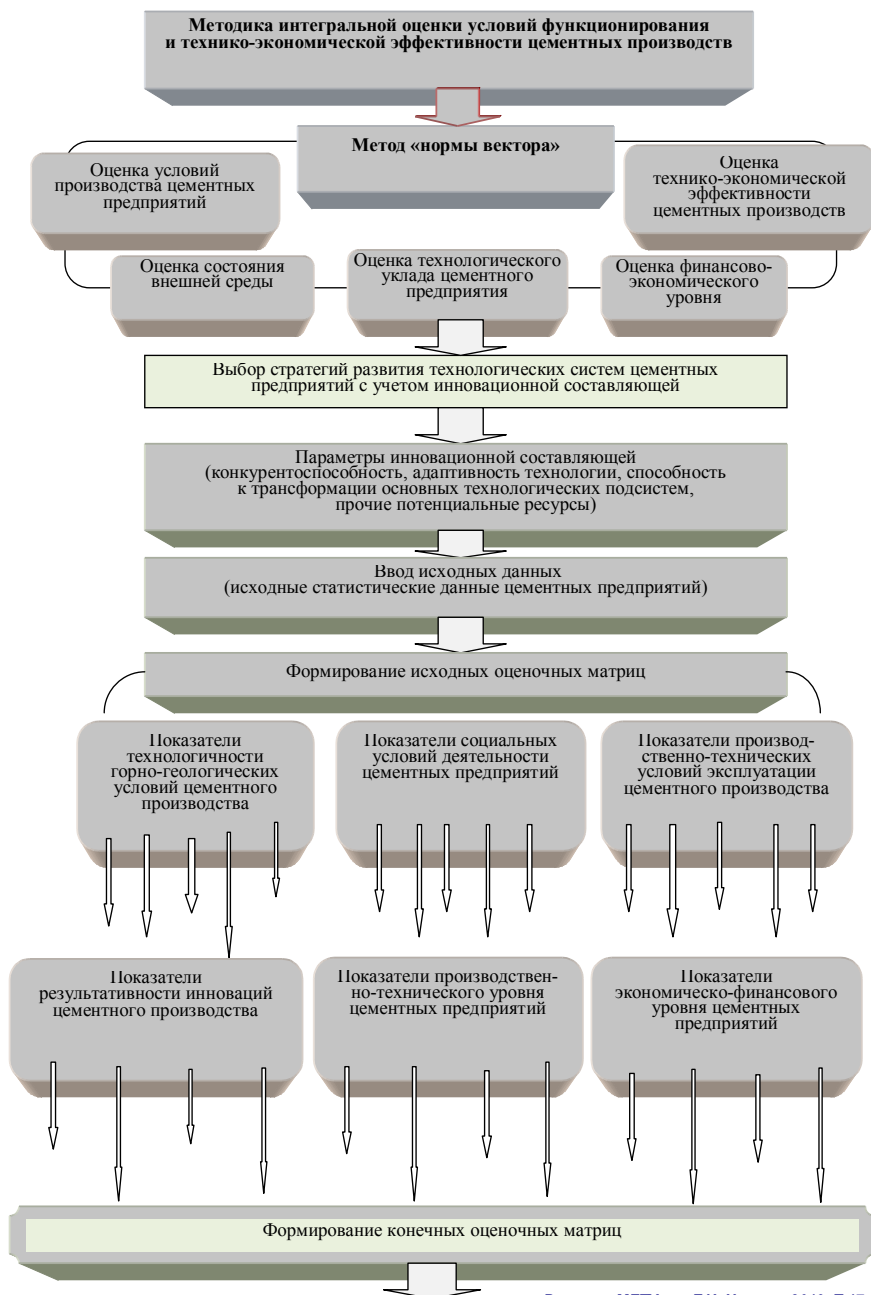 Методика интегральной оценки условий функционирования
и технико-экономической эффективности цементных производств
Метод «нормы вектора»
Оценка условий
производства цементных
предприятий
Оценка
технико-экономической
эффективности
цементных производств
Оценка состояния
внешней среды
Оценка технологического
уклада цементного
предприятия
Оценка финансово-
экономического
уровня
Выбор стратегий развития технологических систем цементных
предприятий с учетом инновационной составляющей
Параметры инновационной составляющей
(конкурентоспособность, адаптивность технологии, способность
к трансформации основных технологических подсистем,
прочие потенциальные ресурсы)
Ввод исходных данных
(исходные статистические данные цементных предприятий)
Формирование исходных оценочных матриц
Показатели
технологичности
горно-геологических
условий цементного
производства
Показатели социальных
условий деятельности
цементных предприятий
Показатели производ-
ственно-технических
условий эксплуатации
цементного производства
Показатели
результативности инноваций
цементного производства
Показатели производствен-
но-технического уровня
цементных предприятий
Показатели
экономическо-финансового
уровня цементных
предприятий
Формирование конечных оценочных матриц